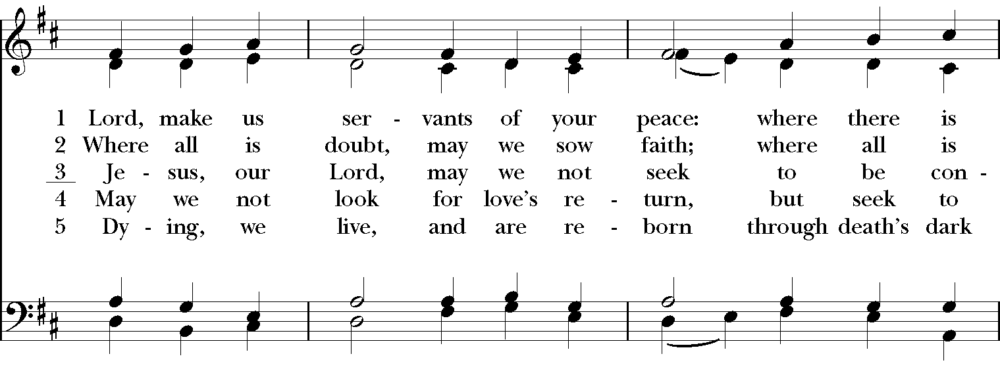 1 Lord, make us ser - vants of your peace: where there is
2 Where all is doubt, may we sow faith; where all is
3 Je - sus, our Lord, may we not seek to be con -
4 May we not look for love's re - turn, but seek to
5 Dy - ing, we live, and are re - born through death's dark